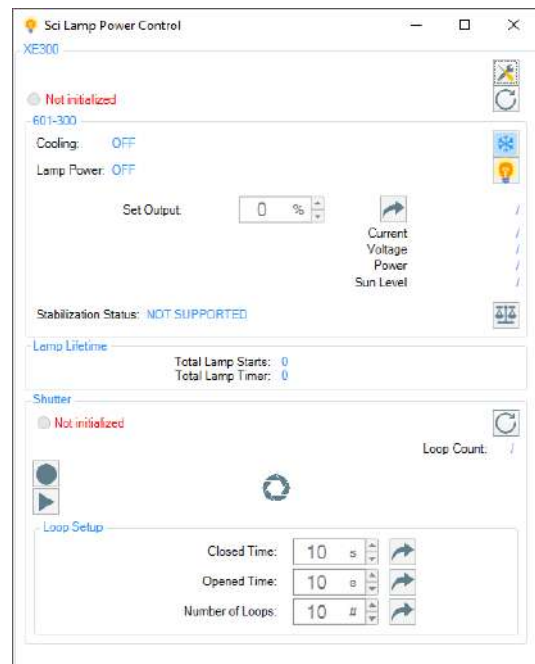 Sci Lamp Power Control
XE300
Not initialized
601-300
Cooling: OFF
Lamp Power: OFF
Set Output: 0 % /
Current /
Voltage /
Power /
Sun Level /
Stabilization Status: NOT SUPPORTED
Lamp Lifetime
Total Lamp Starts: 0
Total Lamp Timer: 0
Shutter
Not initialized
Loop Count: /
Loop Setup
Closed Time: 10 s
Opened Time: 10 s
Number of Loops: 10 #